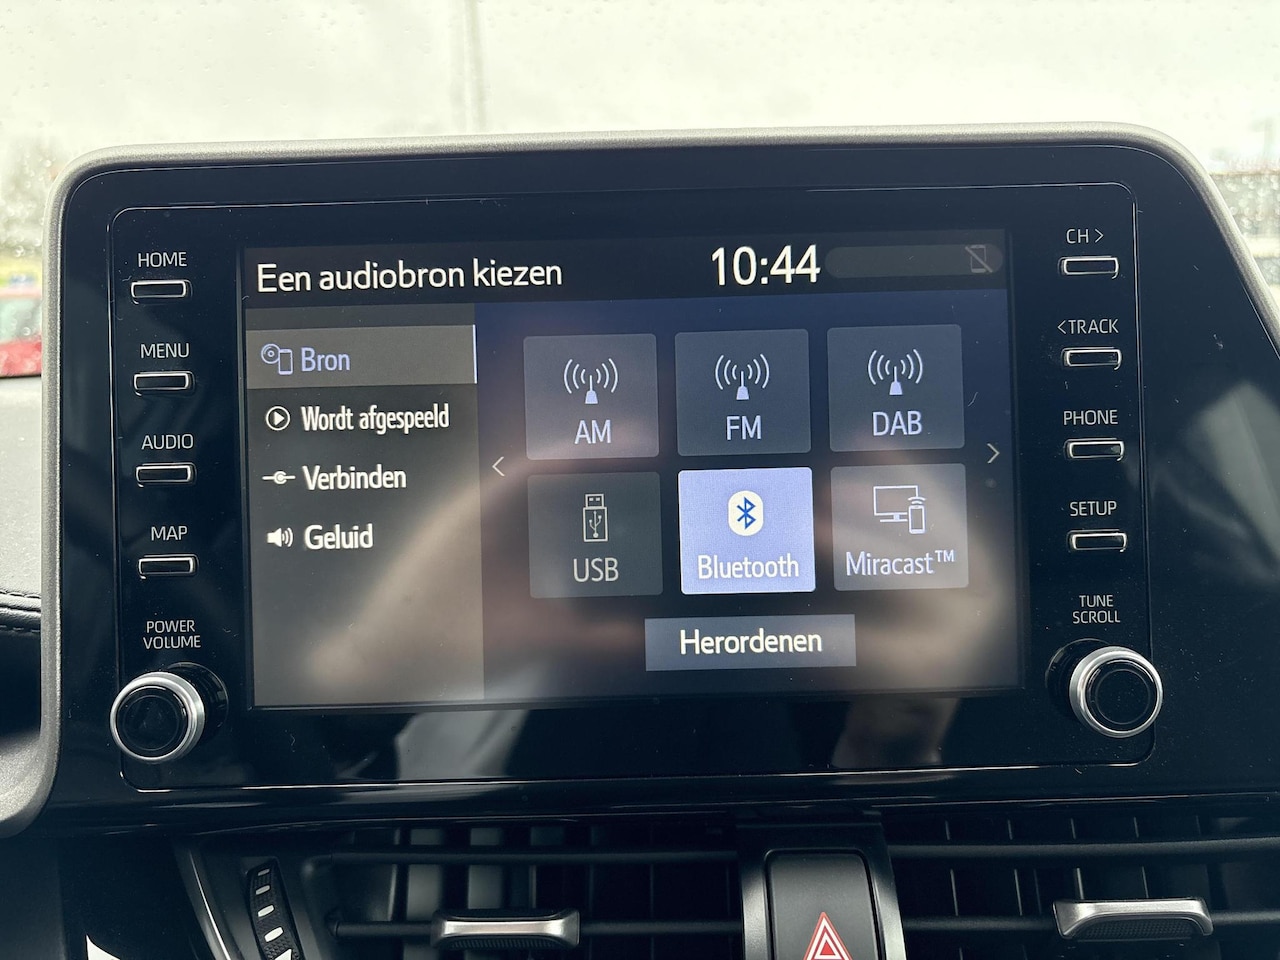 HOME
MENU
AUDIO
MAP
POWER
VOLUME
Een audiobron kiezen
10:44
Bron
Wordt afgespeeld
Verbinden
Geluid
<
AM
FM
DAB
USB
Bluetooth
Miracast™
>
Herordenen
CH >
<TRACK
PHONE
SETUP
TUNE
SCROLL